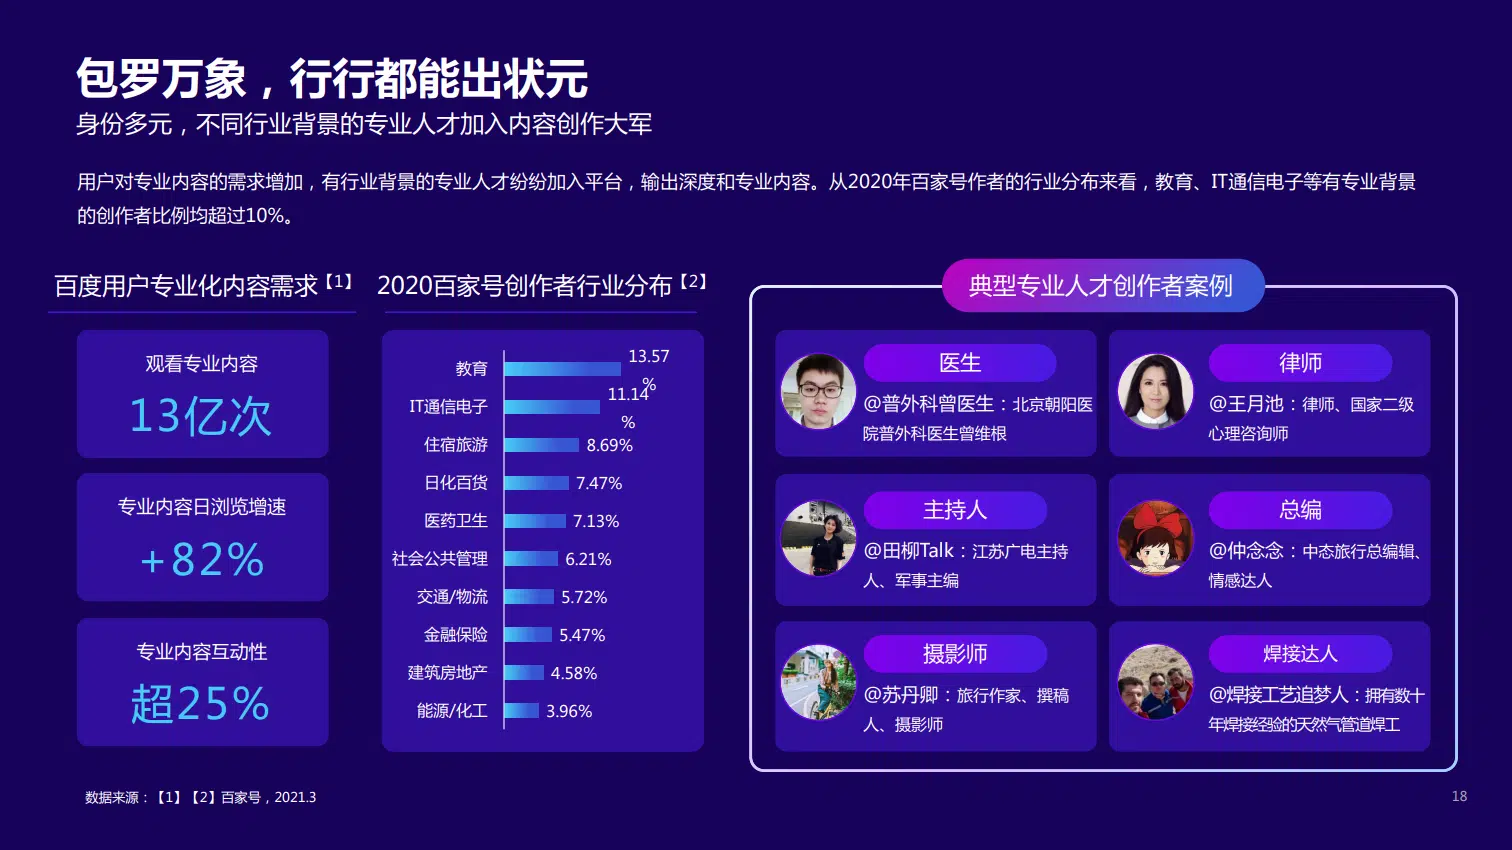 包罗万象，行行都能出状元
身份多元，不同行业背景的专业人才加入内容创作大军
用户对专业内容的需求增加，有行业背景的专业人才纷纷加入平台，输出深度和专业内容。从2020年百家号作者的行业分布来看，教育、IT通信电子等有专业背景
的创作者比例均超过10%。
百度用户专业化内容需求【1】
观看专业内容
13亿次
专业内容日浏览增速
+82%
专业内容互动性
超25%
2020百家号创作者行业分布【2】
教育 13.57%
IT通信电子 11.14%
住宿旅游 8.69%
日化百货 7.47%
医药卫生 7.13%
社会公共管理 6.21%
交通/物流 5.72%
金融保险 5.47%
建筑房地产 4.58%
能源/化工 3.96%
典型专业人才创作者案例
医生
@普外科曾医生：北京朝阳医
院普外科医生曾维根
律师
@王月池：律师、国家二级
心理咨询师
主持人
@田柳Talk：江苏广电主持
人、军事主编
总编
@仲念念：中态旅行总编辑、
情感达人
摄影师
@苏丹卿：旅行作家、撰稿
人、摄影师
焊接达人
@焊接工艺追梦人：拥有数十
年焊接经验的天然气管道焊工
数据来源：【1】【2】百家号，2021.3
18